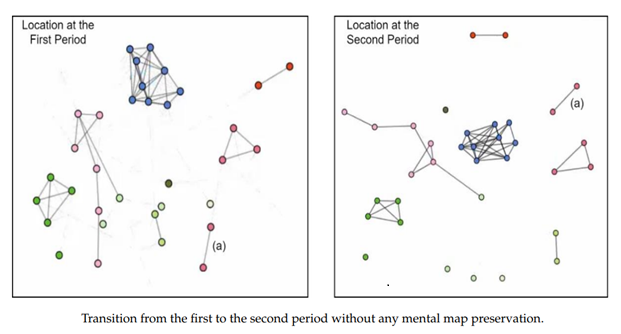 Location at the
First Period
(a)
Location at the
Second Period
(a)
Transition from the first to the second period without any mental map preservation.